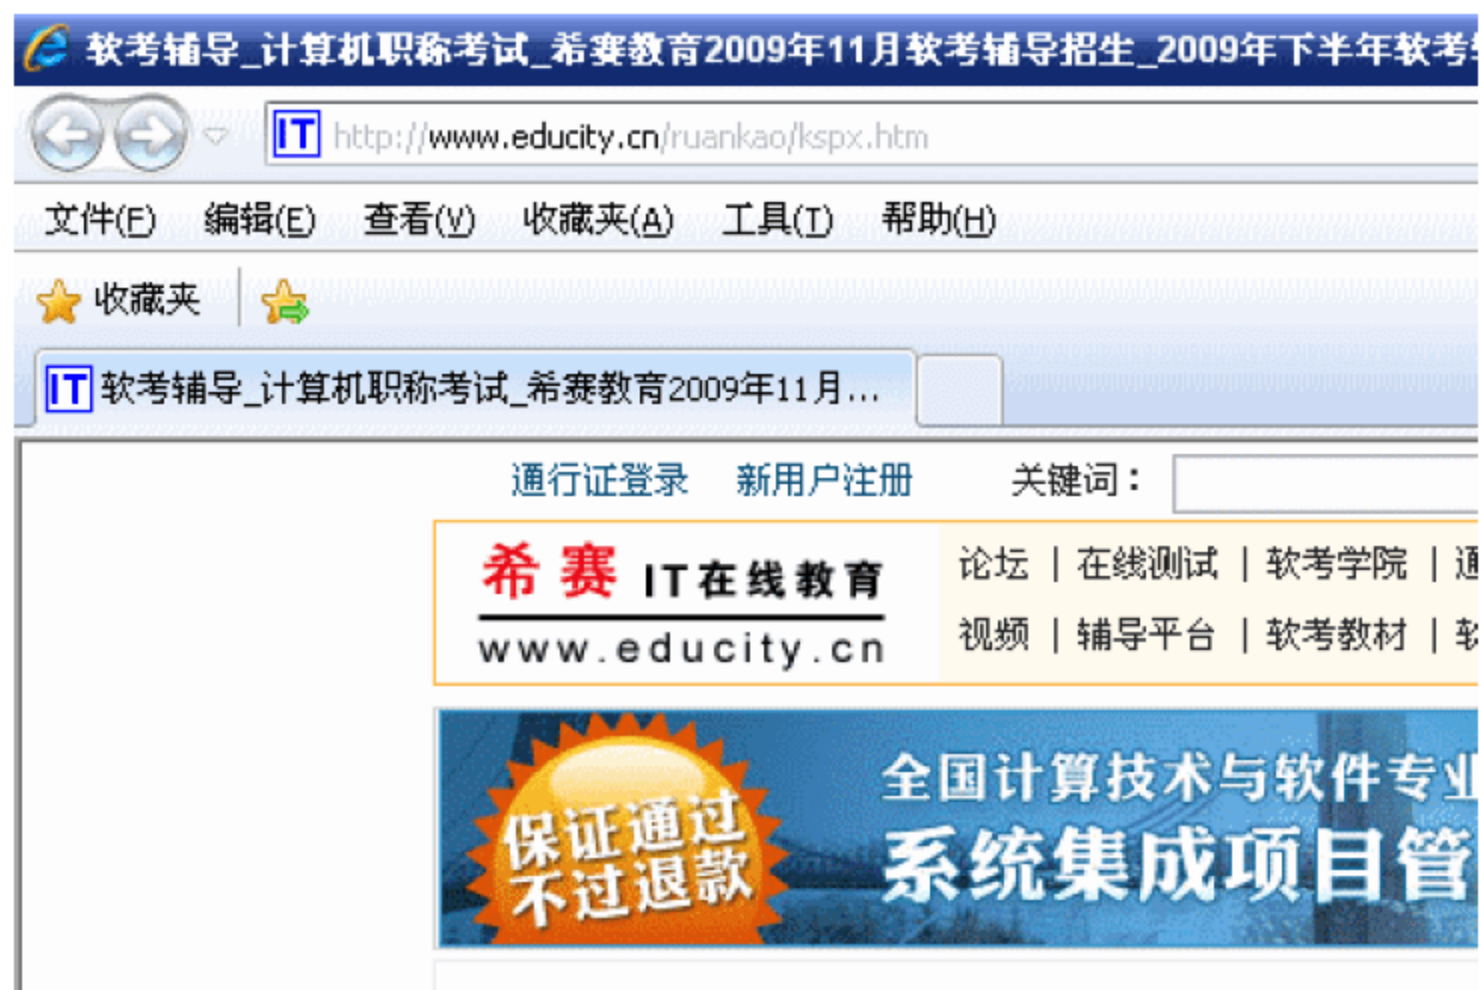 软考辅导_计算机职称考试_希赛教育2009年11月软考辅导招生_2009年下半年软考
IT http://www.educity.cn/ruankao/kspx.htm
文件(F) 编辑(E) 查看(V) 收藏夹(A) 工具(T) 帮助(H)
收藏夹
IT 软考辅导_计算机职称考试_希赛教育2009年11月...
通行证登录 新用户注册 关键词：
希赛 IT在线教育
www.educity.cn
论坛 | 在线测试 | 软考学院 | 通
视频 | 辅导平台 | 软考教材 | 软
保证通过
不过退款
全国计算技术与软件专业
系统集成项目管